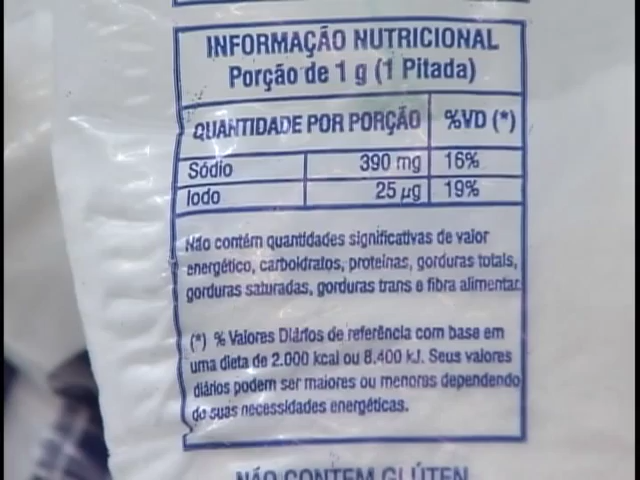 INFORMAÇÃO NUTRICIONAL
Porção de 1 g (1 Pitada)
QUANTIDADE POR PORÇÃO %VD (*)
Sódio 390 mg 16%
Iodo 25 µg 19%
Não contém quantidades significativas de valor
energético, carboidratos, proteínas, gorduras totais,
gorduras saturadas, gorduras trans e fibra alimentar.
(*) % Valores Diários de referência com base em
uma dieta de 2.000 kcal ou 8.400 kJ. Seus valores
diários podem ser maiores ou menores dependendo
de suas necessidades energéticas.
NÃO CONTEM GLÚTEN